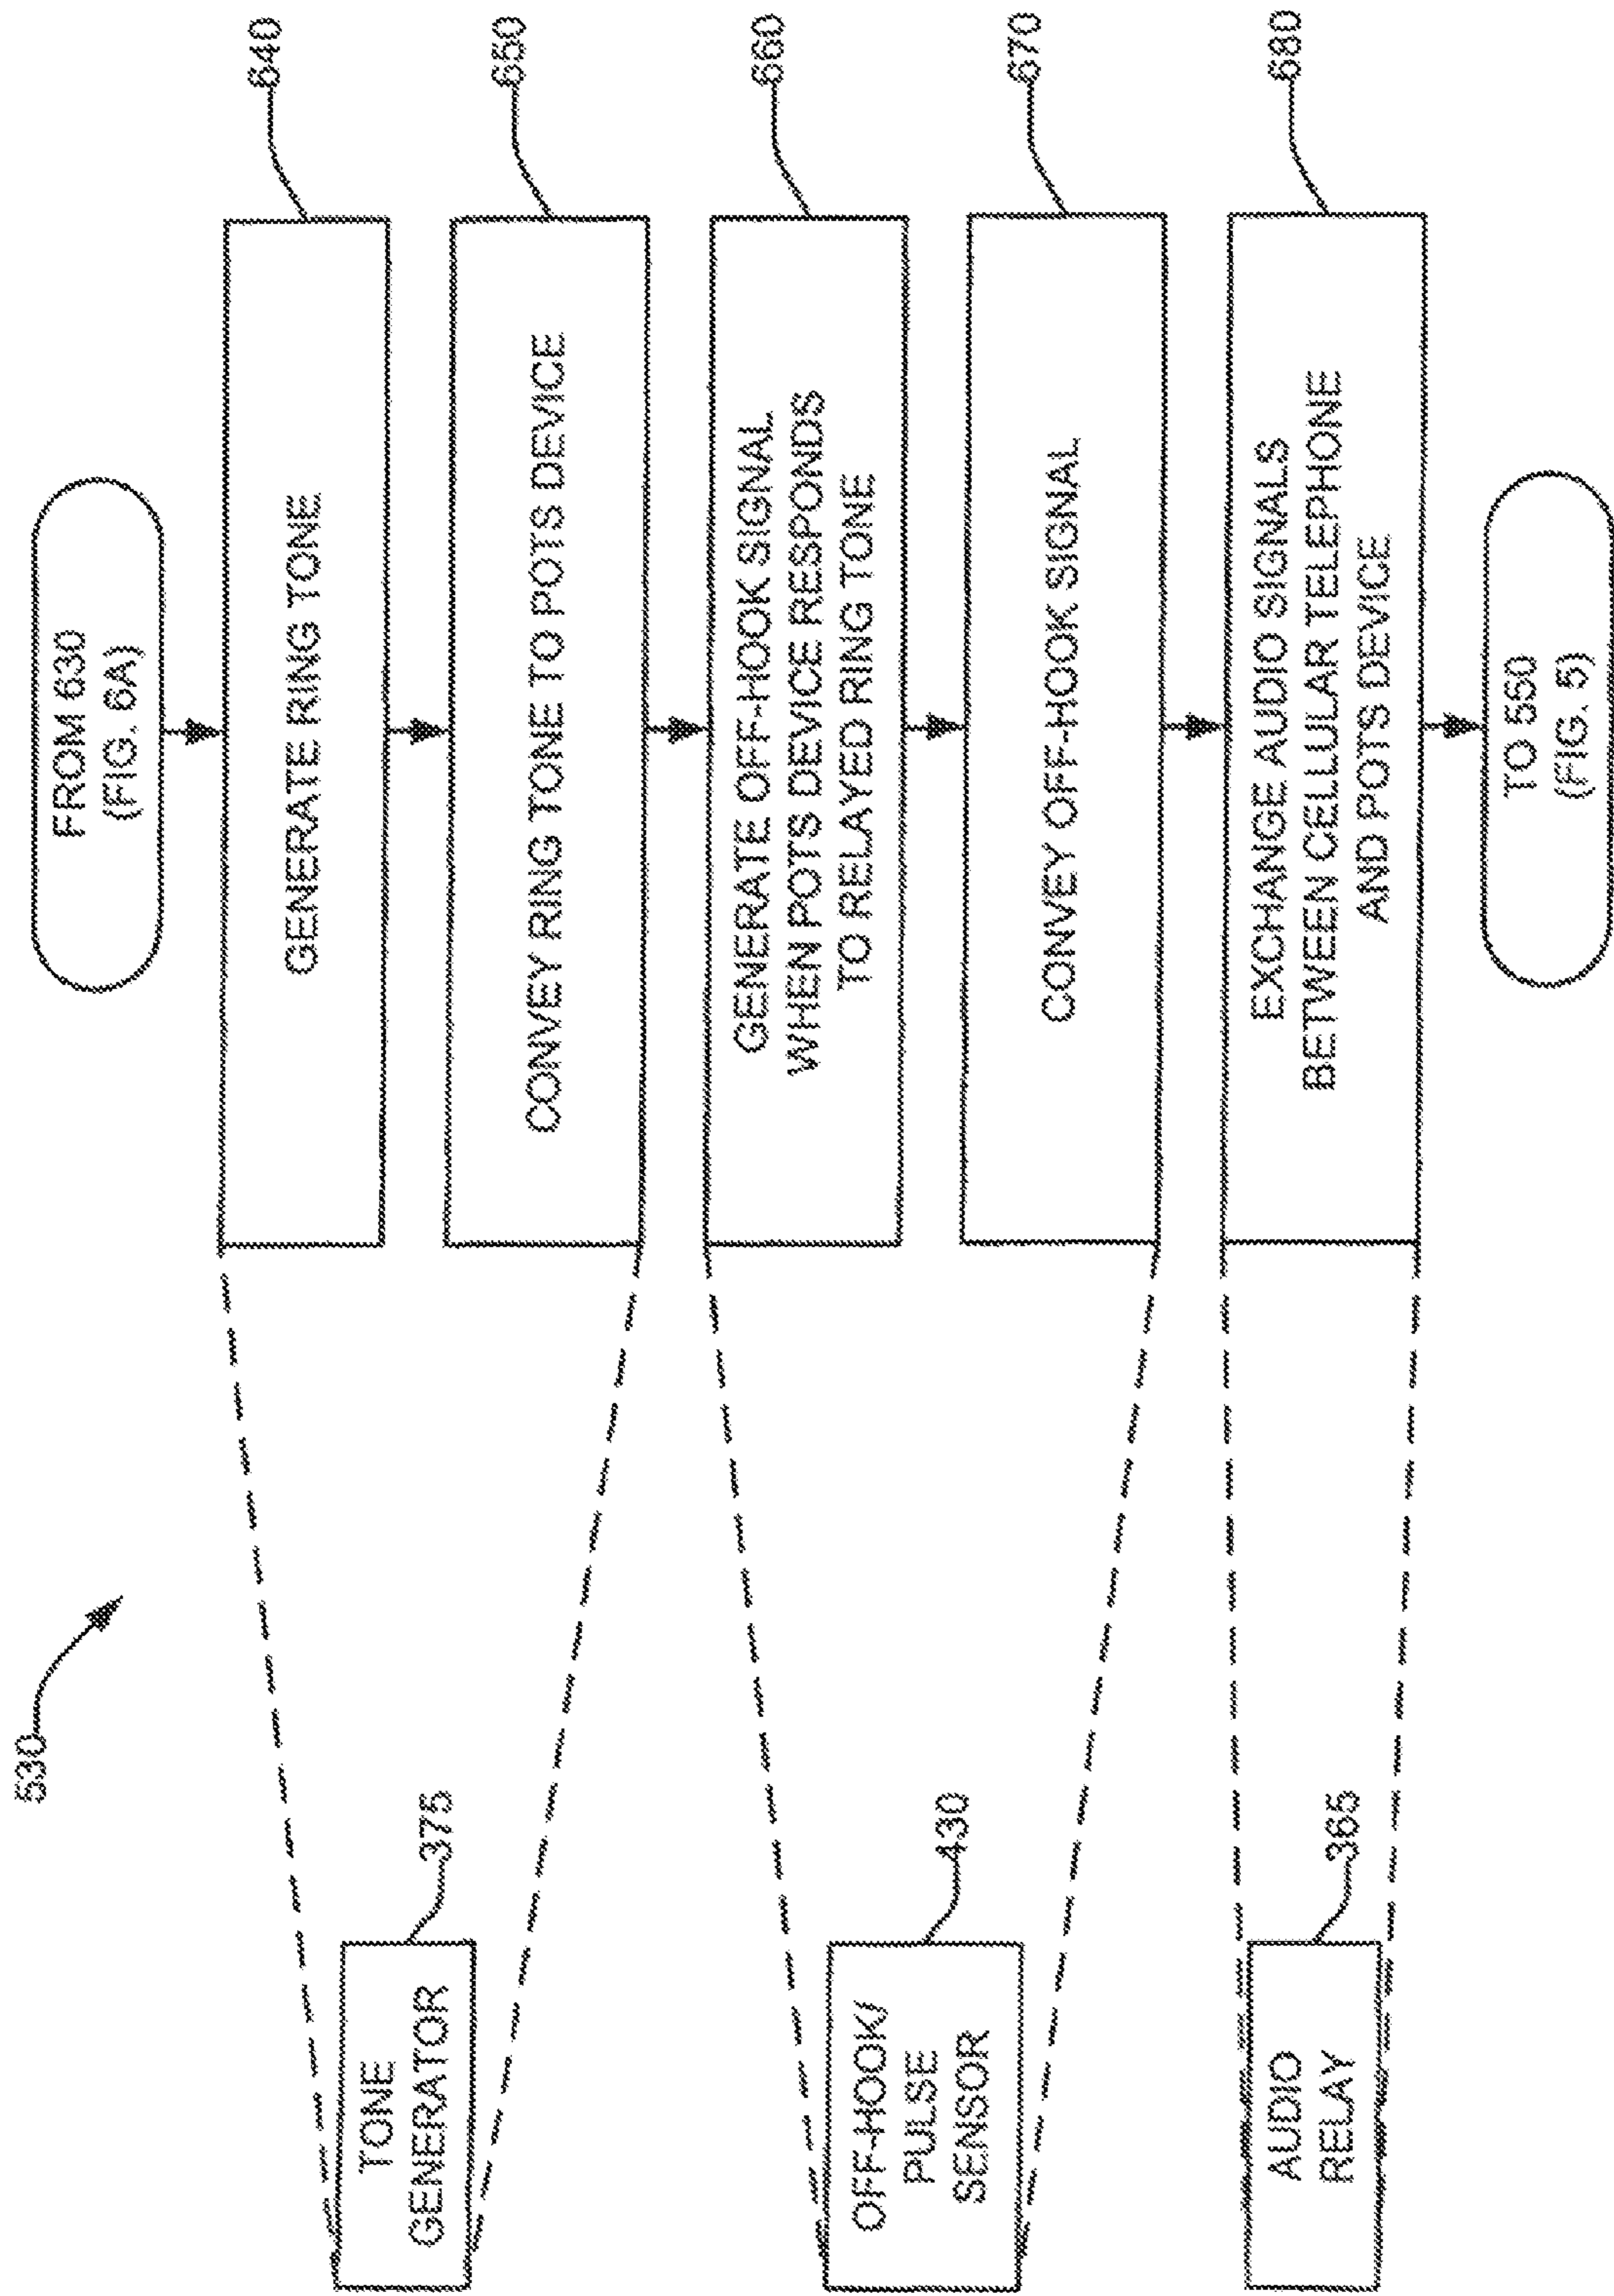 530
FROM 630
(FIG. 6A)
TONE
GENERATOR
375
GENERATE RING TONE
640
CONVEY RING TONE TO POTS DEVICE
650
OFF-HOOK/
PULSE
SENSOR
430
GENERATE OFF-HOOK SIGNAL
WHEN POTS DEVICE RESPONDS
TO RELAYED RING TONE
660
CONVEY OFF-HOOK SIGNAL
670
AUDIO
RELAY
365
EXCHANGE AUDIO SIGNALS
BETWEEN CELLULAR TELEPHONE
AND POTS DEVICE
680
TO 550
(FIG. 5)